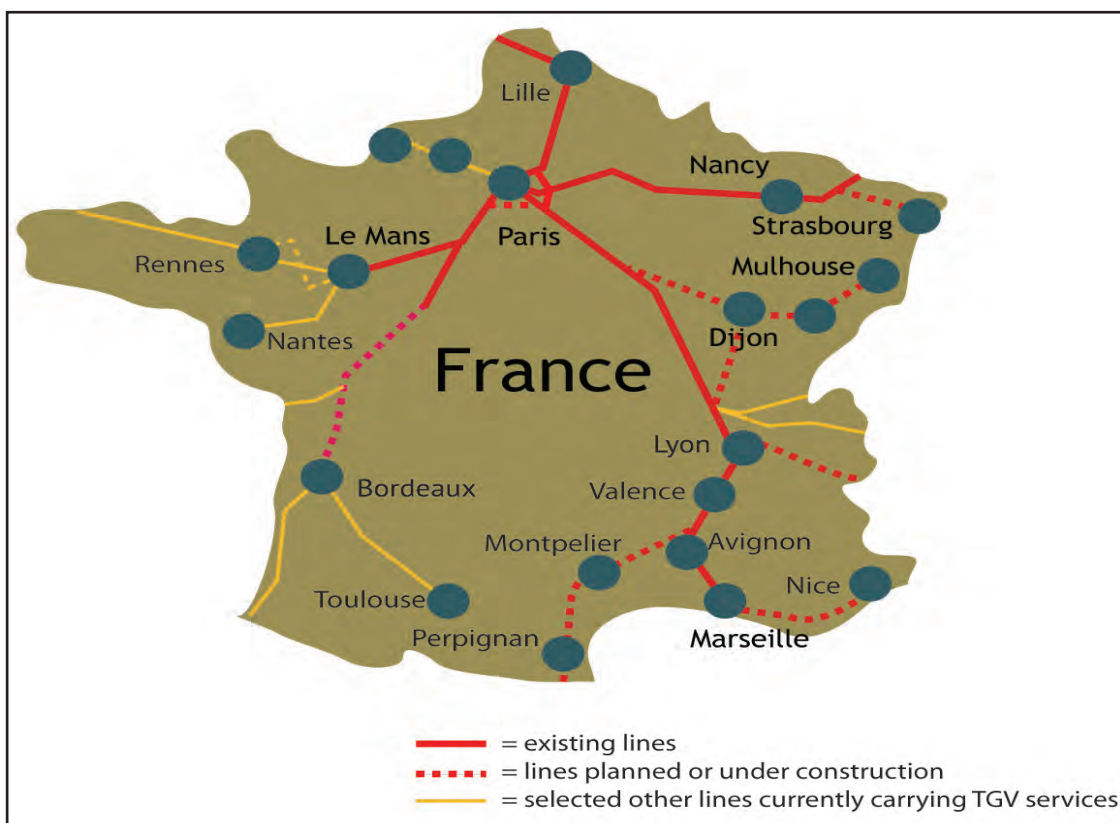 Lille
Nancy
Strasbourg
Le Mans
Paris
Rennes
Mulhouse
Nantes
Dijon
France
Lyon
Bordeaux
Valence
Montpelier
Avignon
Toulouse
Nice
Perpignan
Marseille
= existing lines
= lines planned or under construction
= selected other lines currently carrying TGV services